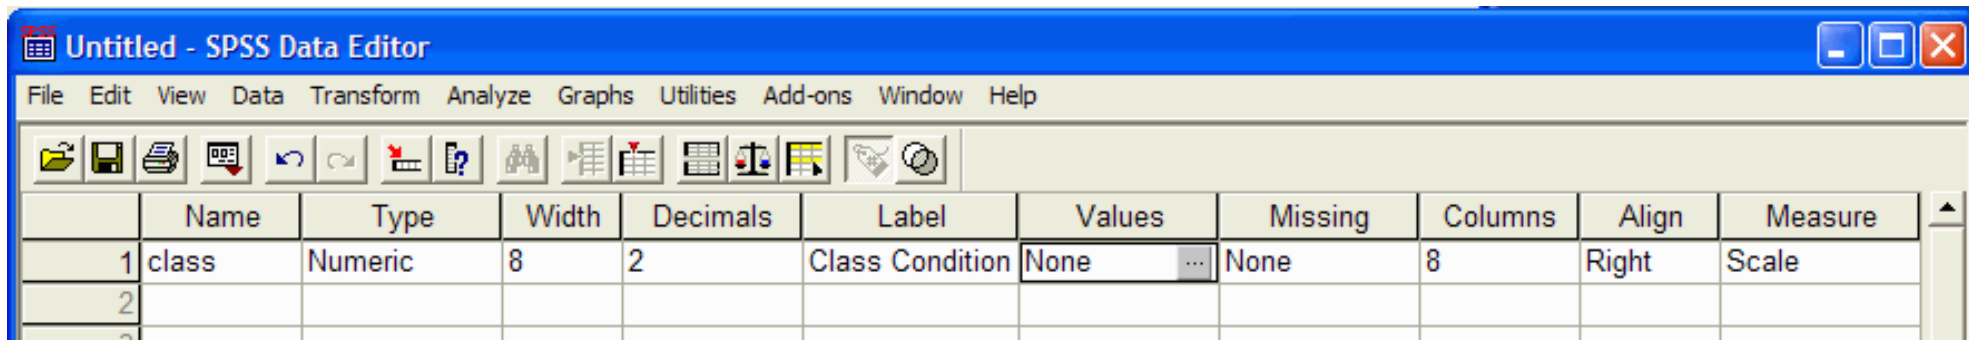 SPSS
Untitled - SPSS Data Editor
File Edit View Data Transform Analyze Graphs Utilities Add-ons Window Help
Name Type Width Decimals Label Values Missing Columns Align Measure
1 class Numeric 8 2 Class Condition None ... None 8 Right Scale
2